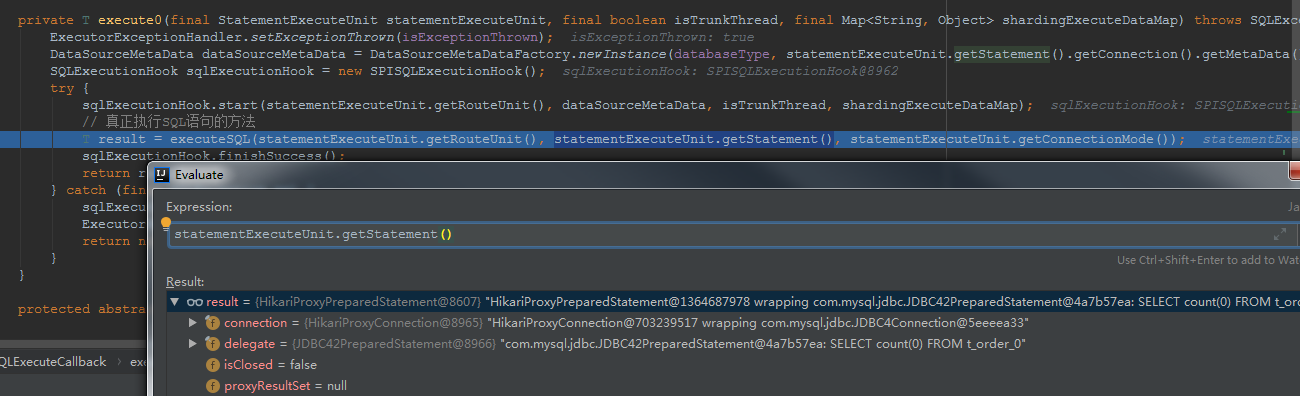 private T execute0(final StatementExecuteUnit statementExecuteUnit, final boolean isTrunkThread, final Map<String, Object> shardingExecuteDataMap) throws
ExecutorExceptionHandler.setExceptionThrown(isExceptionThrown);  isExceptionThrown: true
DataSourceMetaData dataSourceMetaData = DataSourceMetaDataFactory.newInstance(databaseType, statementExecuteUnit.getStatement().getConnection().getMetaData()
SQLExecutionHook sqlExecutionHook = new SPISQLExecutionHook();  sqlExecutionHook: SPISQLExecutionHook@8962
try {
sqlExecutionHook.start(statementExecuteUnit.getRouteUnit(), dataSourceMetaData, isTrunkThread, shardingExecuteDataMap);  sqlExecutionHook: SPISQLExecuti
// 真正执行SQL语句的方法
T result = executeSQL(statementExecuteUnit.getRouteUnit(), statementExecuteUnit.getStatement(), statementExecuteUnit.getConnectionMode());  statementExe
sqlExecutionHook.finishSuccess();
return r
} catch (fin
sqlExecu
Executor
return n
}
}
protected abstra
QLExecuteCallback › exe
Evaluate
Expression:
Ja
statementExecuteUnit.getStatement()
Use Ctrl+Shift+Enter to add to Wat
Result:
result = {HikariProxyPreparedStatement@8607} "HikariProxyPreparedStatement@1364687978 wrapping com.mysql.jdbc.JDBC42PreparedStatement@4a7b57ea: SELECT count(0) FROM t_ord
connection = {HikariProxyConnection@8965} "HikariProxyConnection@703239517 wrapping com.mysql.jdbc.JDBC4Connection@5eeeea33"
delegate = {JDBC42PreparedStatement@8966} "com.mysql.jdbc.JDBC42PreparedStatement@4a7b57ea: SELECT count(0) FROM t_order_0"
isClosed = false
proxyResultSet = null